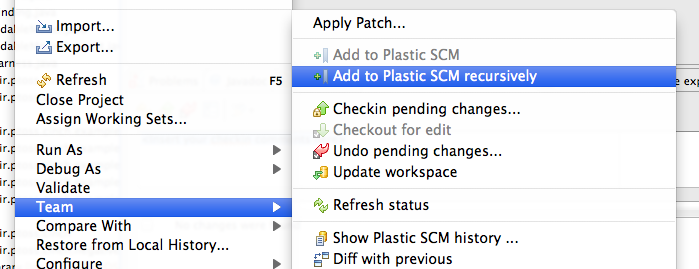 Import...
Export...
Refresh F5
Close Project
Assign Working Sets...
Run As
Debug As
Validate
Team
Compare With
Restore from Local History...
Configure
Apply Patch...
Add to Plastic SCM
Add to Plastic SCM recursively
Checkin pending changes...
Checkout for edit
Undo pending changes...
Update workspace
Refresh status
Show Plastic SCM history ...
Diff with previous